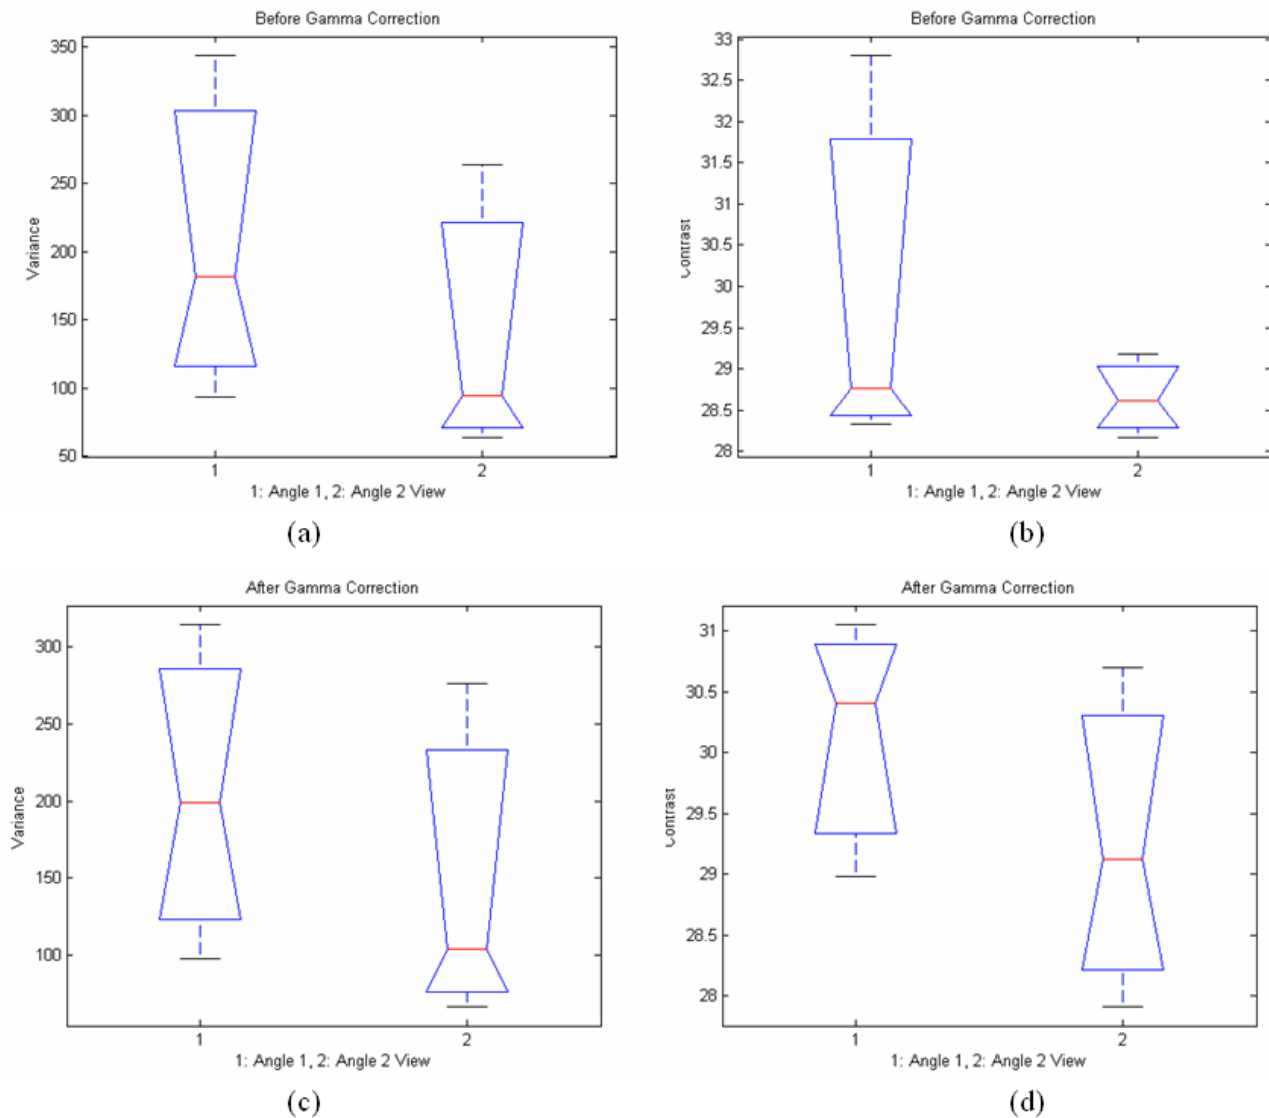 Before Gamma Correction
350
300
250
200
150
100
50
Variance
1
2
1: Angle 1, 2: Angle 2 View
(a)
Before Gamma Correction
33
32.5
32
31.5
31
30.5
30
29.5
29
28.5
28
Contrast
1
2
1: Angle 1, 2: Angle 2 View
(b)
After Gamma Correction
300
250
200
150
100
Variance
1
2
1: Angle 1, 2: Angle 2 View
(c)
After Gamma Correction
31
30.5
30
29.5
29
28.5
28
Contrast
1
2
1: Angle 1, 2: Angle 2 View
(d)